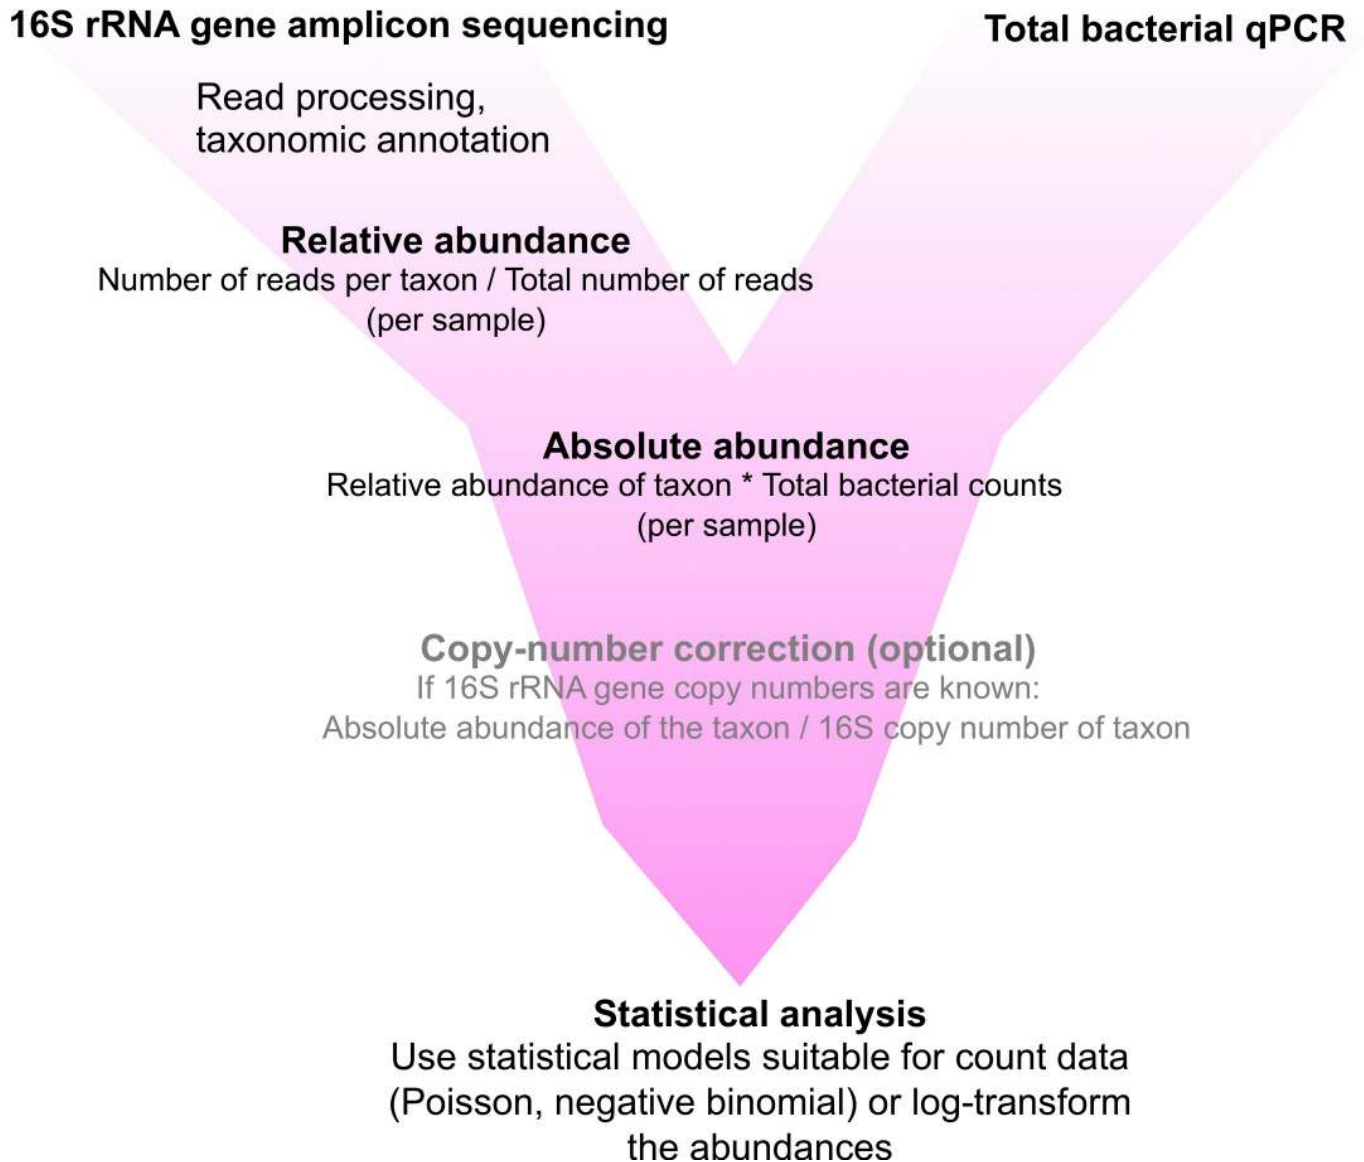 16S rRNA gene amplicon sequencing
Total bacterial qPCR
Read processing,
taxonomic annotation
Relative abundance
Number of reads per taxon / Total number of reads
(per sample)
Absolute abundance
Relative abundance of taxon * Total bacterial counts
(per sample)
Copy-number correction (optional)
If 16S rRNA gene copy numbers are known:
Absolute abundance of the taxon / 16S copy number of taxon
Statistical analysis
Use statistical models suitable for count data
(Poisson, negative binomial) or log-transform
the abundances